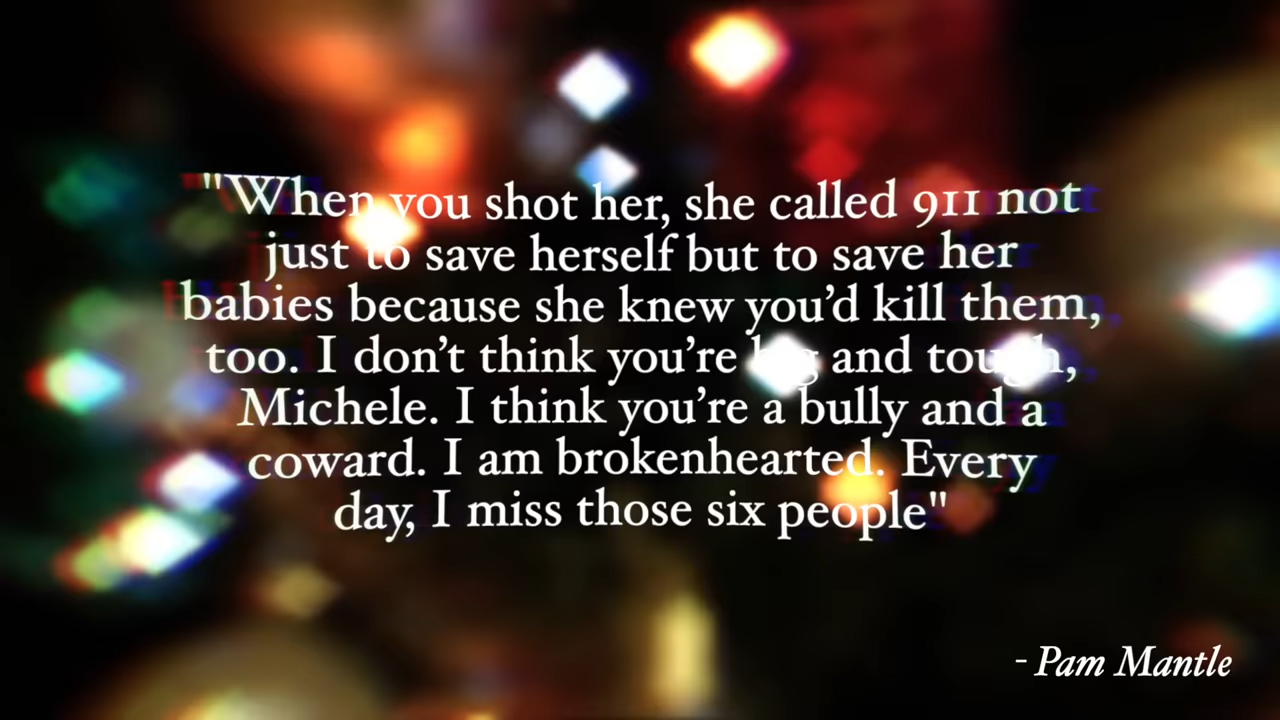 "When you shot her, she called 911 not
just to save herself but to save her
babies because she knew you’d kill them,
too. I don’t think you’re big and tough,
Michele. I think you’re a bully and a
coward. I am brokenhearted. Every
day, I miss those six people"
- Pam Mantle